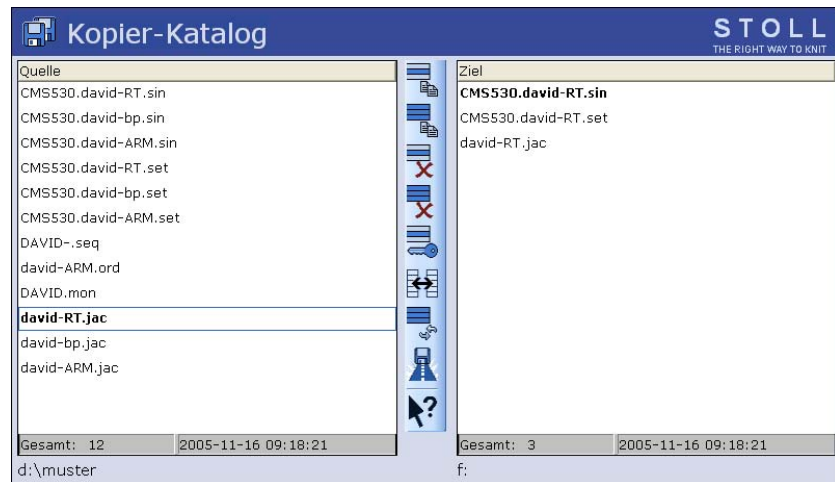 Kopier-Katalog
STOLL
THE RIGHT WAY TO KNIT
Quelle
CMS530.david-RT.sin
CMS530.david-bp.sin
CMS530.david-ARM.sin
CMS530.david-RT.set
CMS530.david-bp.set
CMS530.david-ARM.set
DAVID-.seq
david-ARM.ord
DAVID.mon
david-RT.jac
david-bp.jac
david-ARM.jac
Gesamt: 12
2005-11-16 09:18:21
d:\muster
?
Ziel
CMS530.david-RT.sin
CMS530.david-RT.set
david-RT.jac
Gesamt: 3
2005-11-16 09:18:21
f: